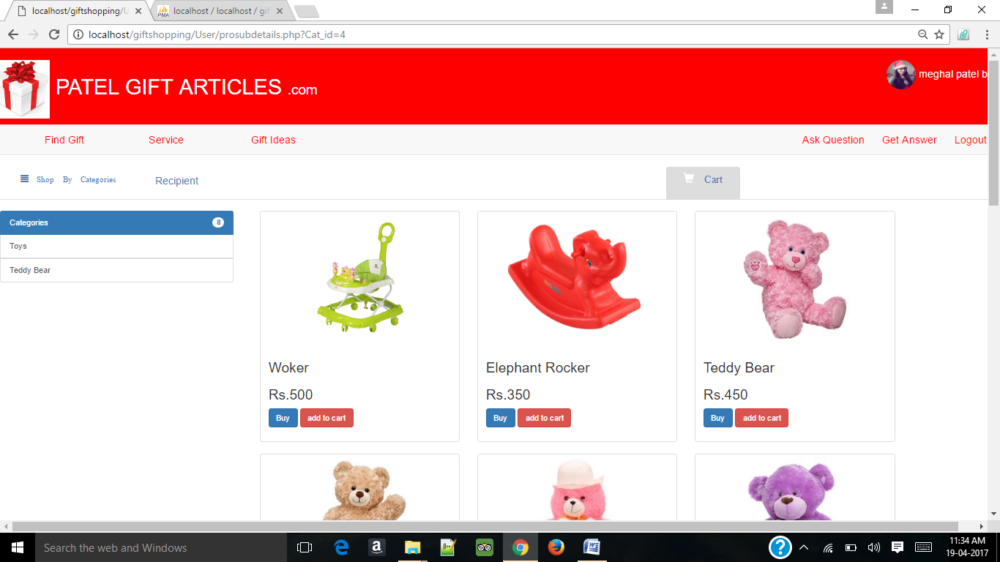 localhost/giftshopping/U
localhost / localhost / gif
localhost/giftshopping/User/prosubdetails.php?Cat_id=4
PATEL GIFT ARTICLES .com
meghal patel b
Find Gift Service Gift Ideas Ask Question Get Answer Logout
Shop By Categories Recipient Cart
Categories 8
Toys
Teddy Bear
Woker
Rs.500
Buy add to cart
Elephant Rocker
Rs.350
Buy add to cart
Teddy Bear
Rs.450
Buy add to cart
Search the web and Windows
11:34 AM
19-04-2017